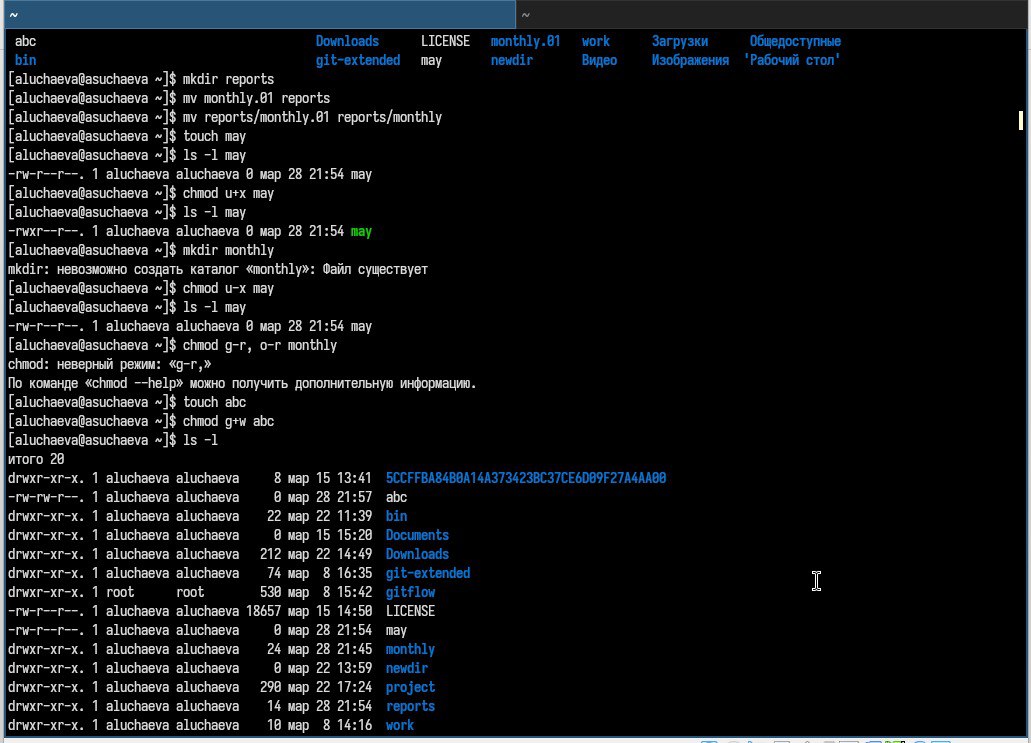 ~ ~
abc Downloads LICENSE monthly.01 work Загрузки Общедоступные
bin git-extended may newdir Видео Изображения 'Рабочий стол'
[aluchaeva@asuchaeva ~]$ mkdir reports
[aluchaeva@asuchaeva ~]$ mv monthly.01 reports
[aluchaeva@asuchaeva ~]$ mv reports/monthly.01 reports/monthly
[aluchaeva@asuchaeva ~]$ touch may
[aluchaeva@asuchaeva ~]$ ls -l may
-rw-r--r--. 1 aluchaeva aluchaeva 0 мар 28 21:54 may
[aluchaeva@asuchaeva ~]$ chmod u+x may
[aluchaeva@asuchaeva ~]$ ls -l may
-rwxr--r--. 1 aluchaeva aluchaeva 0 мар 28 21:54 may
[aluchaeva@asuchaeva ~]$ mkdir monthly
mkdir: невозможно создать каталог «monthly»: Файл существует
[aluchaeva@asuchaeva ~]$ chmod u-x may
[aluchaeva@asuchaeva ~]$ ls -l may
-rw-r--r--. 1 aluchaeva aluchaeva 0 мар 28 21:54 may
[aluchaeva@asuchaeva ~]$ chmod g-r, o-r monthly
chmod: неверный режим: «g-r,»
По команде «chmod --help» можно получить дополнительную информацию.
[aluchaeva@asuchaeva ~]$ touch abc
[aluchaeva@asuchaeva ~]$ chmod g+w abc
[aluchaeva@asuchaeva ~]$ ls -l
итого 20
drwxr-xr-x. 1 aluchaeva aluchaeva 8 мар 15 13:41 5CCFFBA84B0A14A373423BC37CE6D09F27A4AA00
-rw-rw-r--. 1 aluchaeva aluchaeva 0 мар 28 21:57 abc
drwxr-xr-x. 1 aluchaeva aluchaeva 22 мар 22 11:39 bin
drwxr-xr-x. 1 aluchaeva aluchaeva 0 мар 15 15:20 Documents
drwxr-xr-x. 1 aluchaeva aluchaeva 212 мар 22 14:49 Downloads
drwxr-xr-x. 1 aluchaeva aluchaeva 74 мар 8 16:35 git-extended
drwxr-xr-x. 1 root root 530 мар 8 15:42 gitflow
-rw-r--r--. 1 aluchaeva aluchaeva 18657 мар 15 14:50 LICENSE
-rw-r--r--. 1 aluchaeva aluchaeva 0 мар 28 21:54 may
drwxr-xr-x. 1 aluchaeva aluchaeva 24 мар 28 21:45 monthly
drwxr-xr-x. 1 aluchaeva aluchaeva 0 мар 22 13:59 newdir
drwxr-xr-x. 1 aluchaeva aluchaeva 290 мар 22 17:24 project
drwxr-xr-x. 1 aluchaeva aluchaeva 14 мар 28 21:54 reports
drwxr-xr-x. 1 aluchaeva aluchaeva 10 мар 8 14:16 work